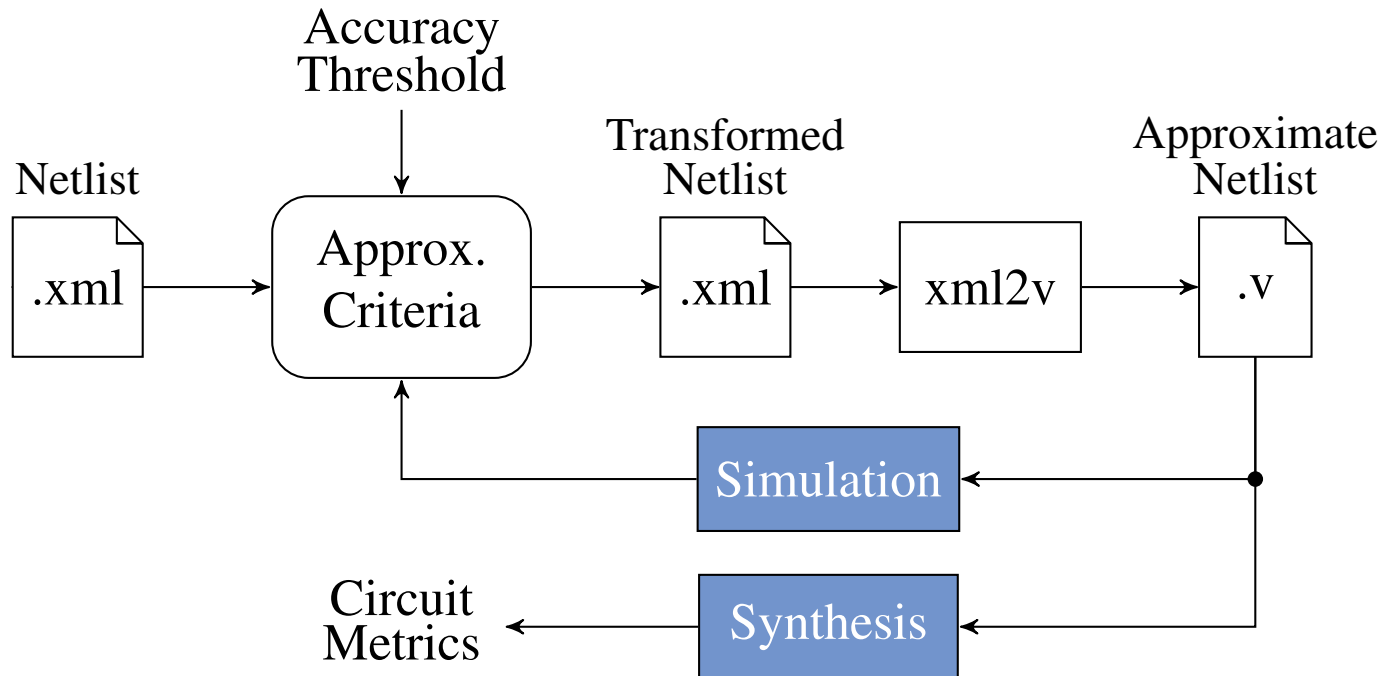 Accuracy
Threshold
Netlist
.xml
Approx.
Criteria
Transformed
Netlist
.xml
xml2v
Approximate
Netlist
.v
Simulation
Synthesis
Circuit
Metrics